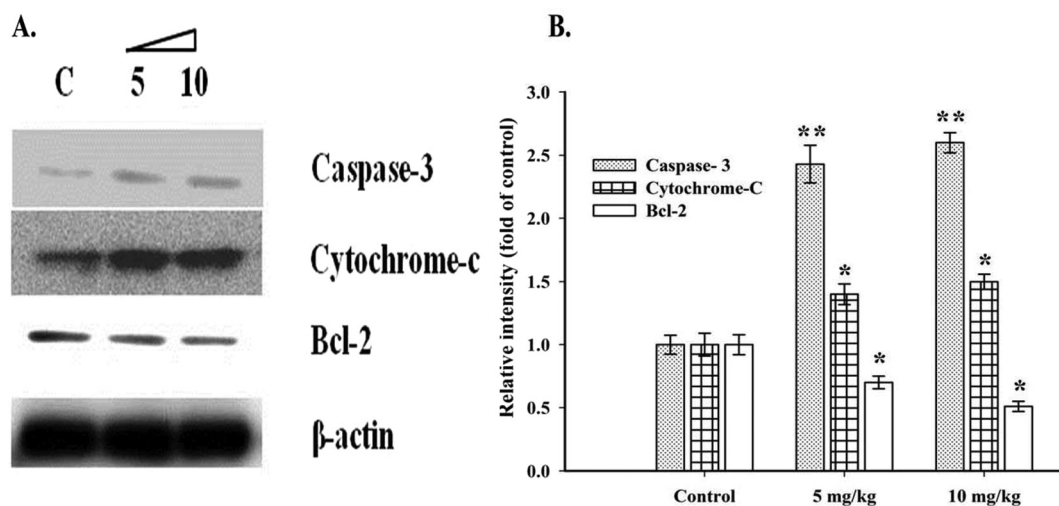 A.
C 5 10
Caspase-3
Cytochrome-c
Bcl-2
β-actin
B.
Relative intensity (fold of control)
3.0
2.5
2.0
1.5
1.0
0.5
0.0
Caspase- 3
Cytochrome-C
Bcl-2
**
*
*
**
*
*
Control 5 mg/kg 10 mg/kg